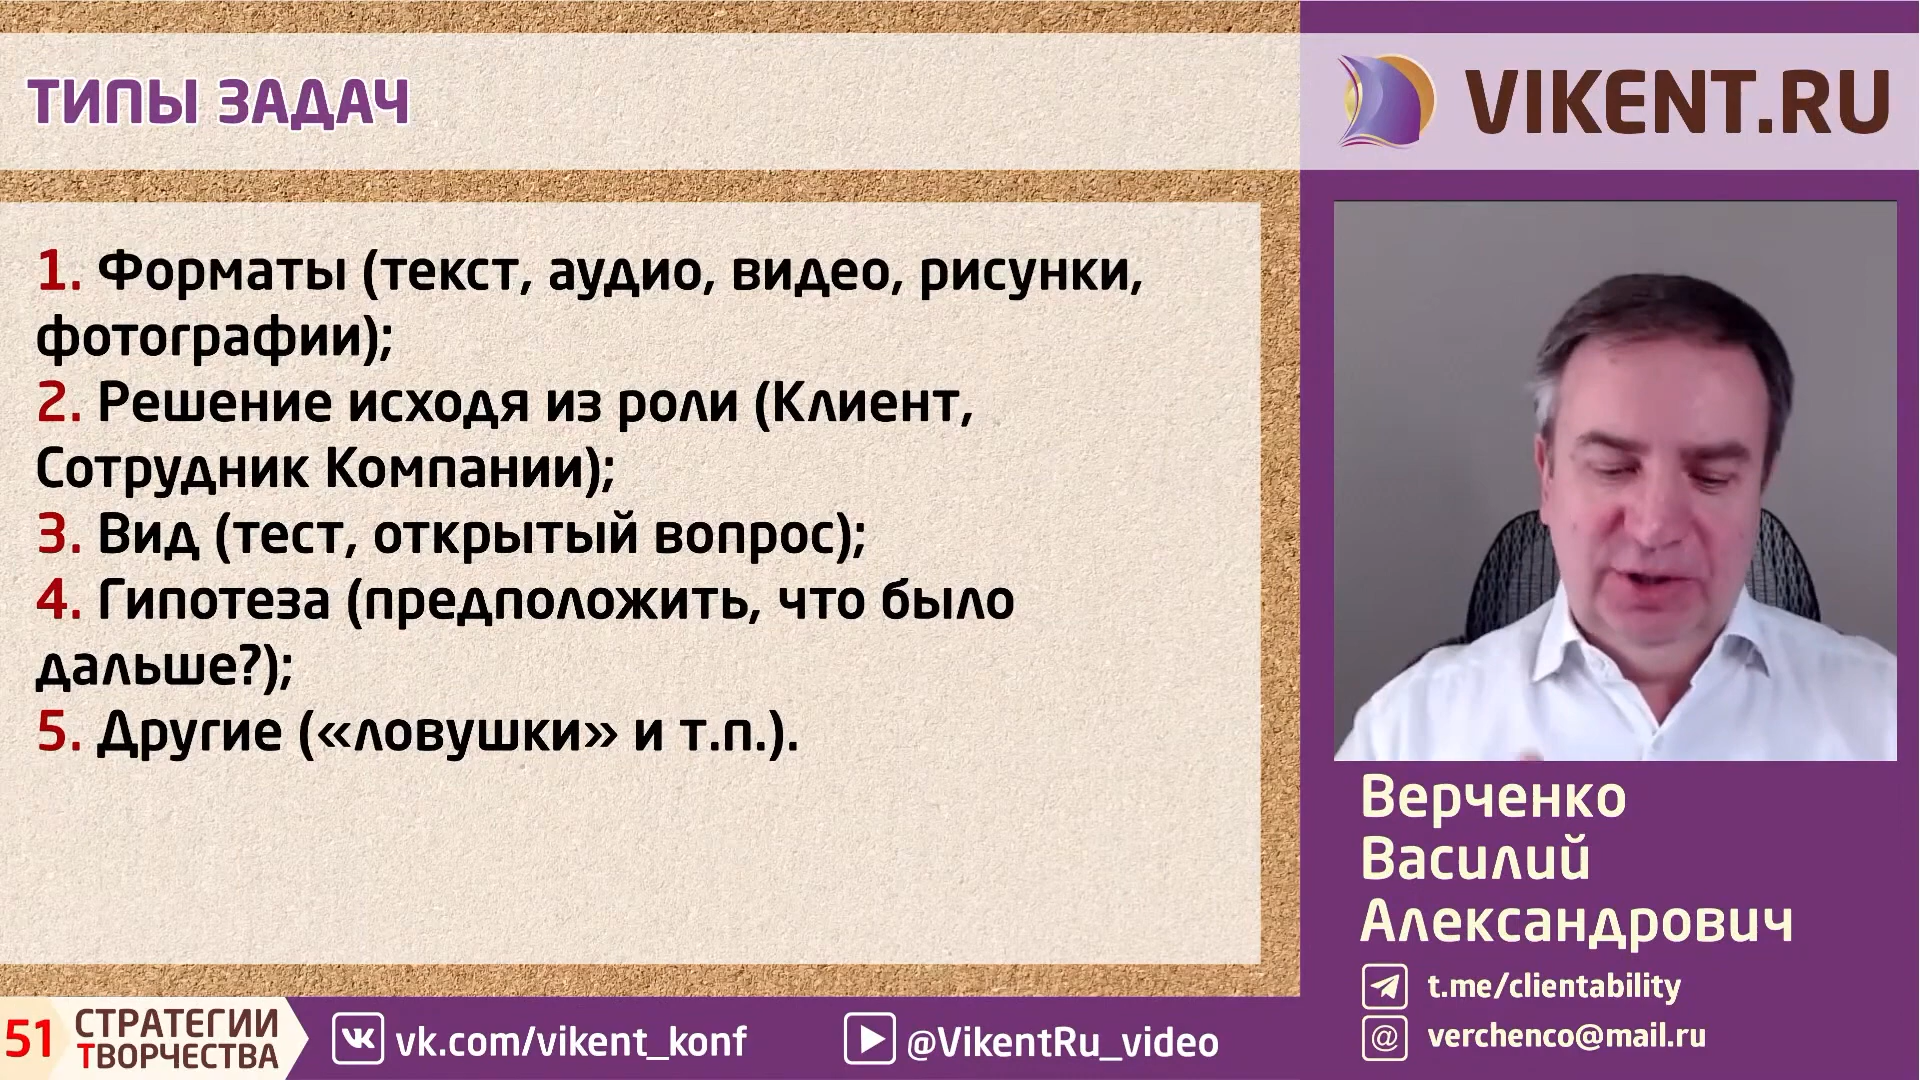 ТИПЫ ЗАДАЧ
VIKENT.RU
1. Форматы (текст, аудио, видео, рисунки,
фотографии);
2. Решение исходя из роли (Клиент,
Сотрудник Компании);
3. Вид (тест, открытый вопрос);
4. Гипотеза (предположить, что было
дальше?);
5. Другие («ловушки» и т.п.).
Верченко
Василий
Александрович
t.me/clientability
verchenco@mail.ru
51 СТРАТЕГИИ
ТВОРЧЕСТВА
vk.com/vikent_konf
@VikentRu_video